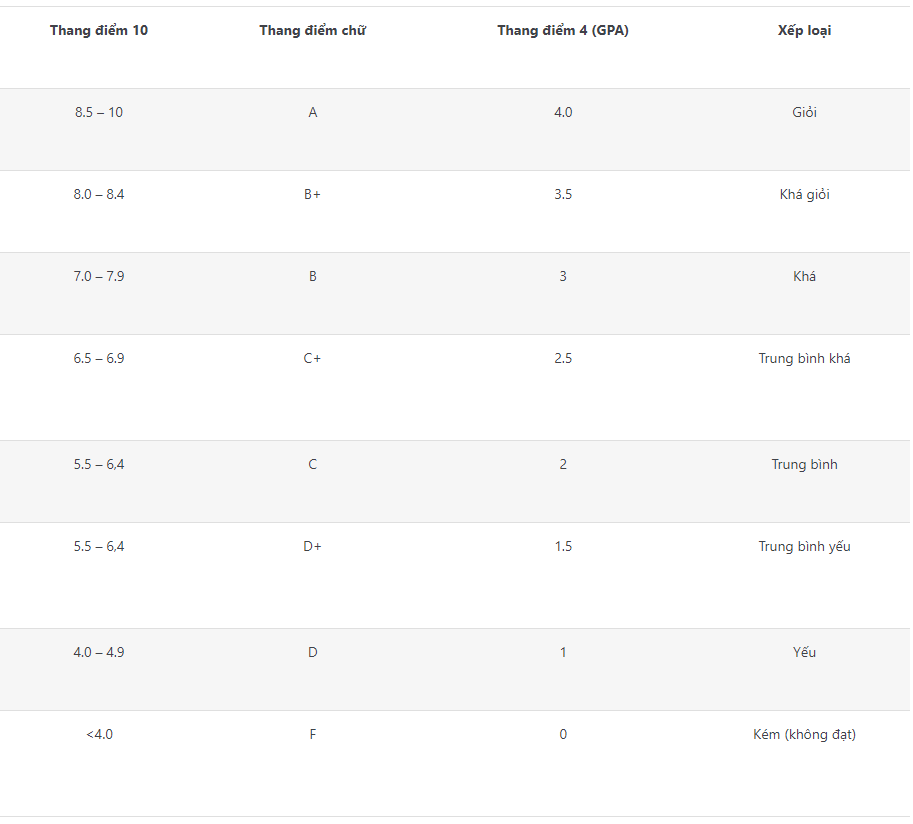 Thang điểm 10 Thang điểm chữ Thang điểm 4 (GPA) Xếp loại
8.5 – 10 A 4.0 Giỏi
8.0 – 8.4 B+ 3.5 Khá giỏi
7.0 – 7.9 B 3 Khá
6.5 – 6.9 C+ 2.5 Trung bình khá
5.5 – 6,4 C 2 Trung bình
5.5 – 6,4 D+ 1.5 Trung bình yếu
4.0 – 4.9 D 1 Yếu
<4.0 F 0 Kém (không đạt)